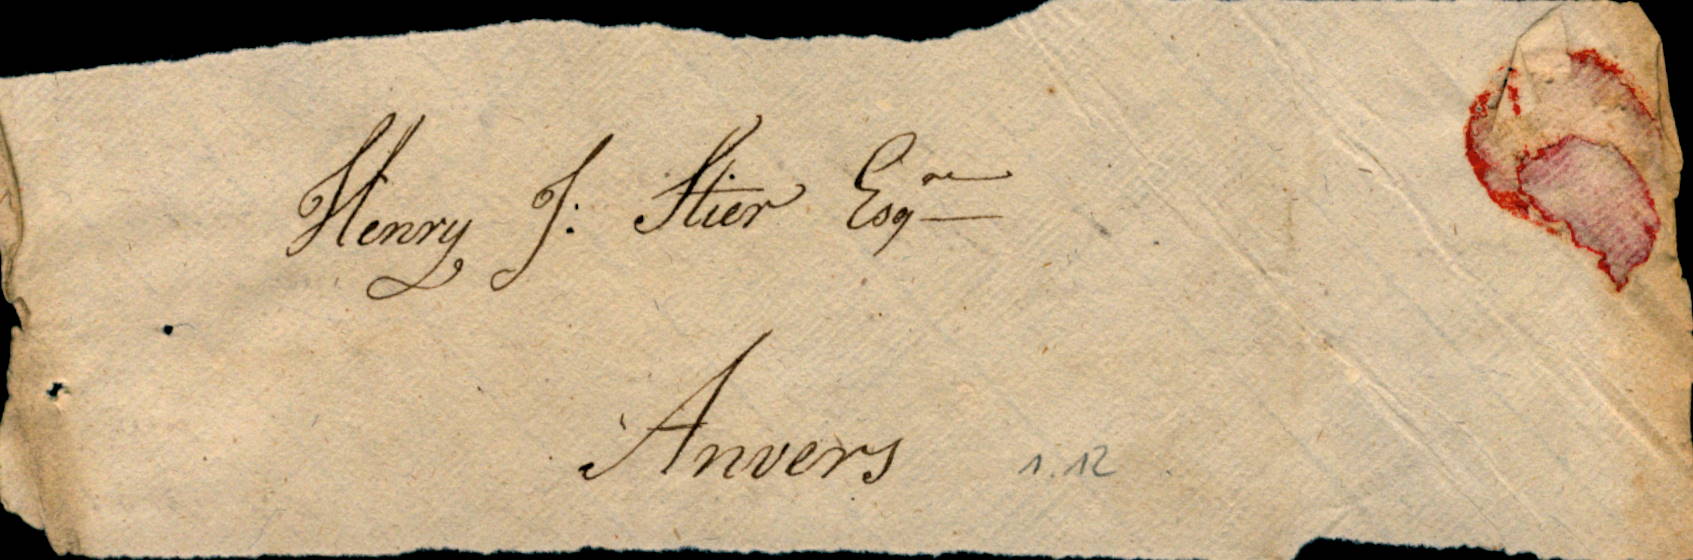 Henry J: Stier Esqre
Anvers
1.12